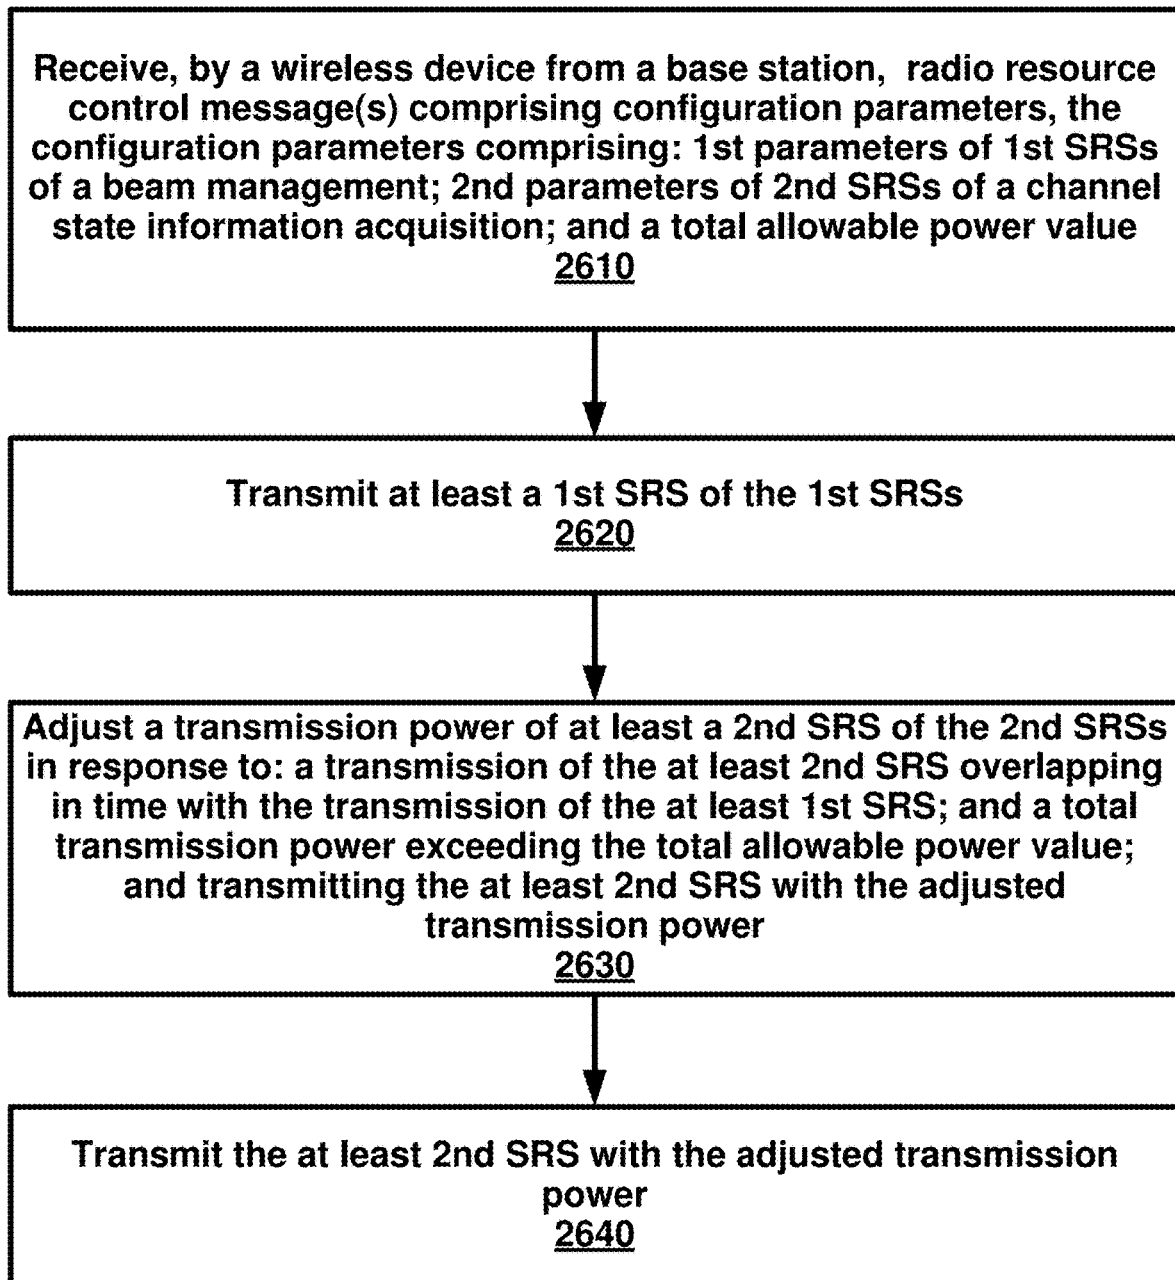 Receive, by a wireless device from a base station, radio resource
control message(s) comprising configuration parameters, the
configuration parameters comprising: 1st parameters of 1st SRSs
of a beam management; 2nd parameters of 2nd SRSs of a channel
state information acquisition; and a total allowable power value
2610
Transmit at least a 1st SRS of the 1st SRSs
2620
Adjust a transmission power of at least a 2nd SRS of the 2nd SRSs
in response to: a transmission of the at least 2nd SRS overlapping
in time with the transmission of the at least 1st SRS; and a total
transmission power exceeding the total allowable power value;
and transmitting the at least 2nd SRS with the adjusted
transmission power
2630
Transmit the at least 2nd SRS with the adjusted transmission
power
2640